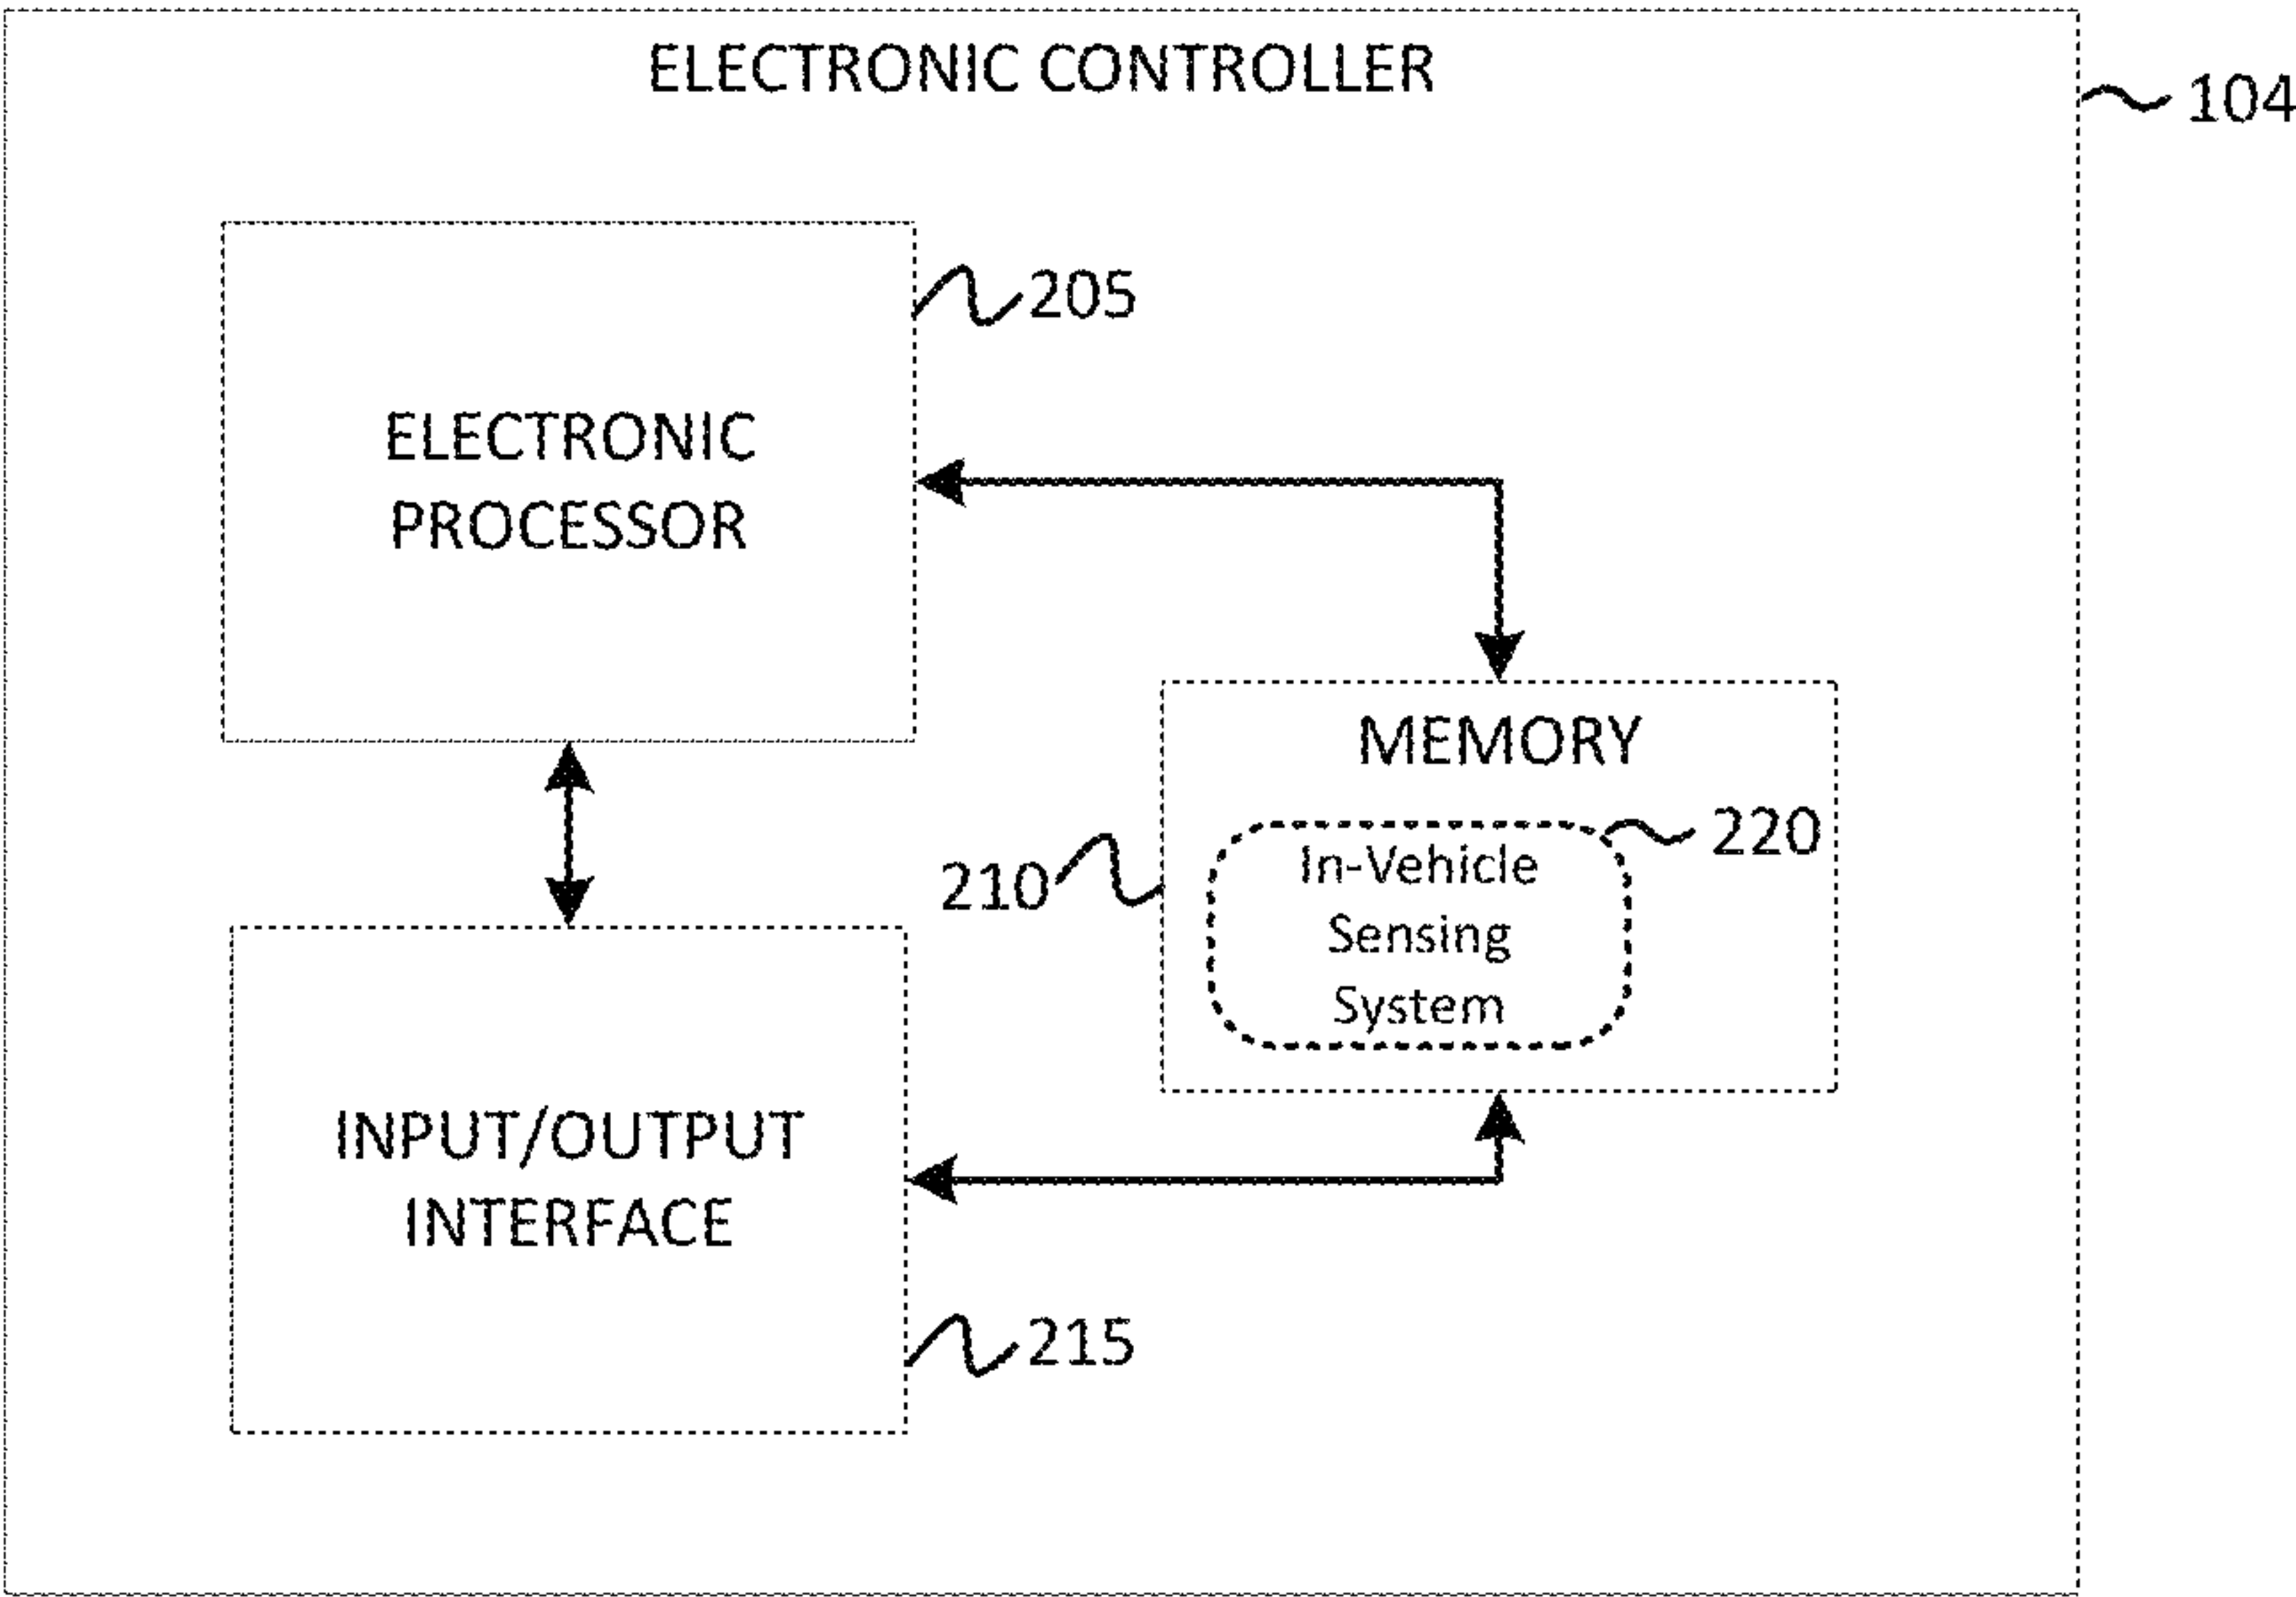 ELECTRONIC CONTROLLER
104
205
ELECTRONIC
PROCESSOR
MEMORY
220
In-Vehicle
210
Sensing
System
INPUT/OUTPUT
INTERFACE
215